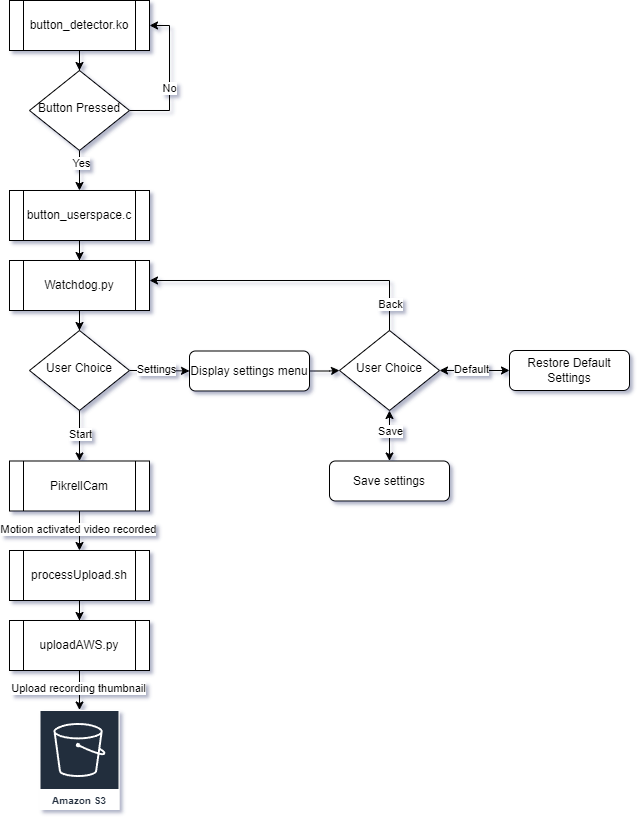 button_detector.ko
No
Button Pressed
Yes
button_userspace.c
Watchdog.py
Back
User Choice
Settings
Display settings menu
User Choice
Default
Restore Default
Settings
Start
Save
PikrellCam
Save settings
Motion activated video recorded
processUpload.sh
uploadAWS.py
Upload recording thumbnail
Amazon S3